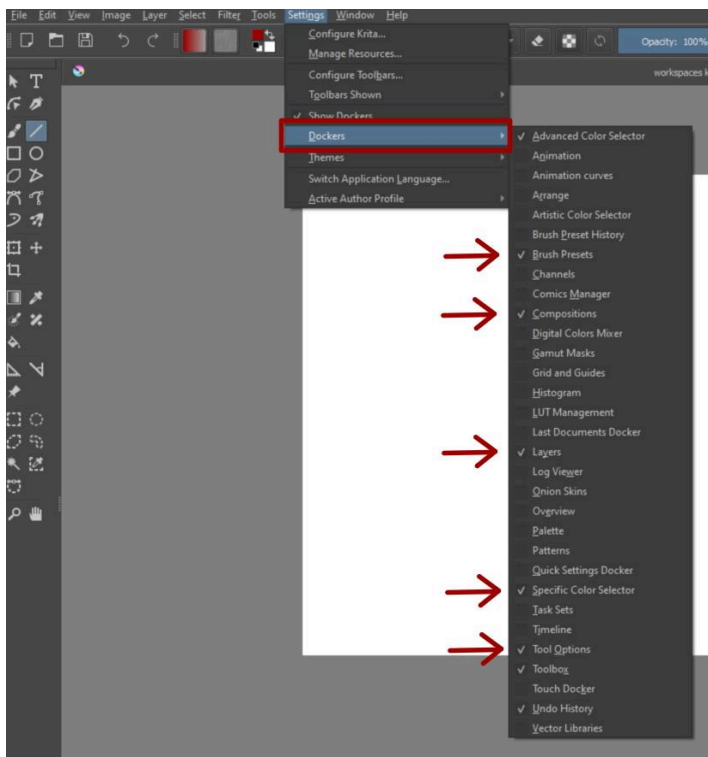 File Edit View Image Layer Select Filter Tools Settings Window Help
Opacity: 100%
workspaces k
T
Configure Krita...
Manage Resources...
Configure Toolbars...
Toolbars Shown
✓ Show Dockers
Dockers
Themes
Switch Application Language...
Active Author Profile
✓ Advanced Color Selector
Animation
Animation curves
Arrange
Artistic Color Selector
Brush Preset History
✓ Brush Presets
Channels
Comics Manager
✓ Compositions
Digital Colors Mixer
Gamut Masks
Grid and Guides
Histogram
LUT Management
Last Documents Docker
✓ Layers
Log Viewer
Onion Skins
Overview
Palette
Patterns
Quick Settings Docker
✓ Specific Color Selector
Task Sets
Timeline
✓ Tool Options
✓ Toolbox
Touch Docker
✓ Undo History
Vector Libraries